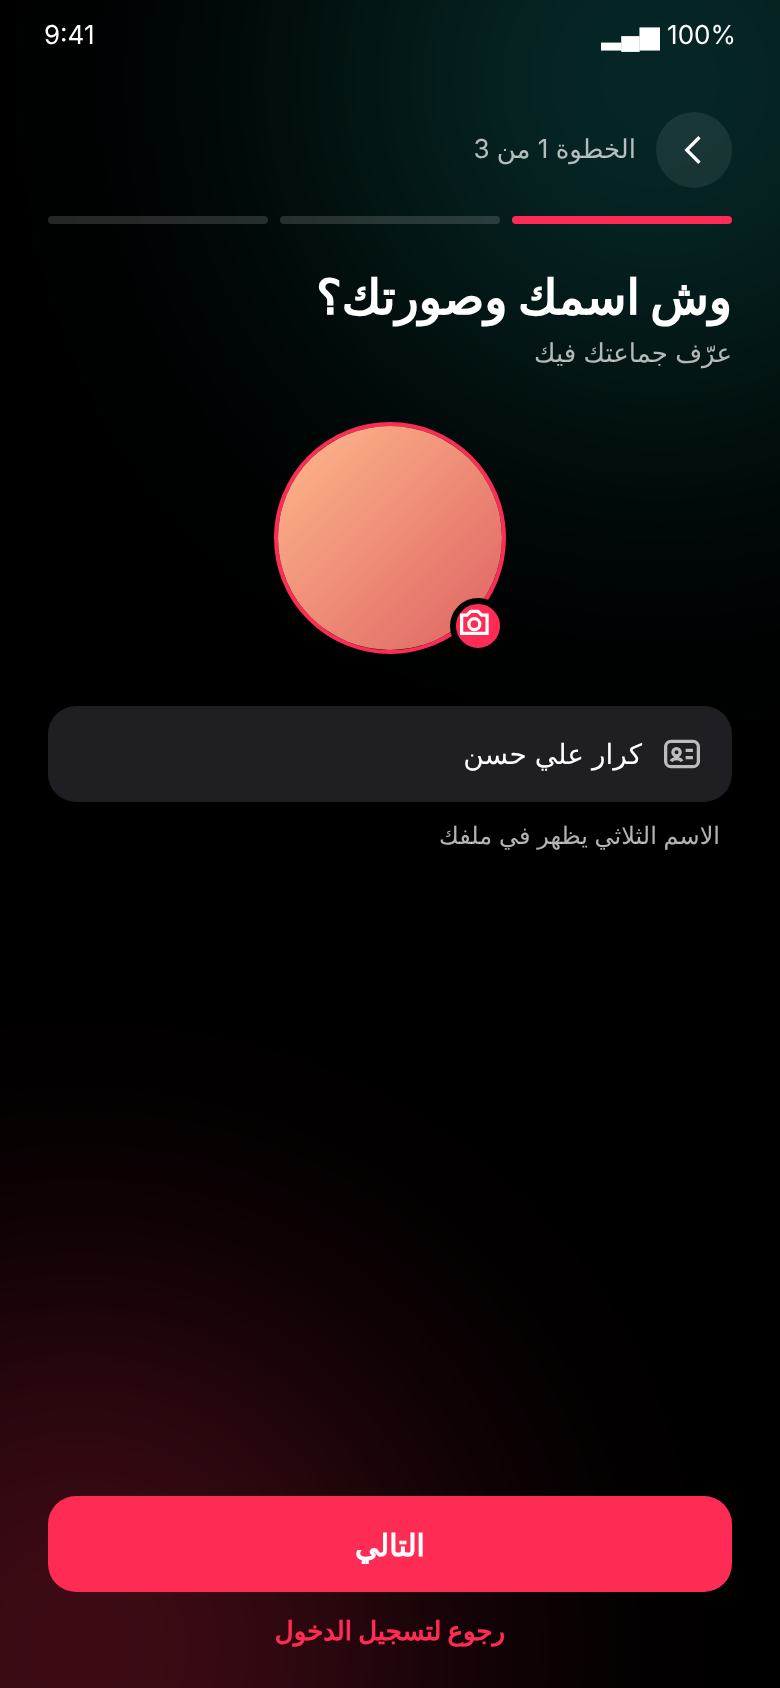 9:41
100%
الخطوة 1 من 3
وش اسمك وصورتك؟
عرّف جماعتك فيك
كرار علي حسن
الاسم الثلاثي يظهر في ملفك
التالي
رجوع لتسجيل الدخول